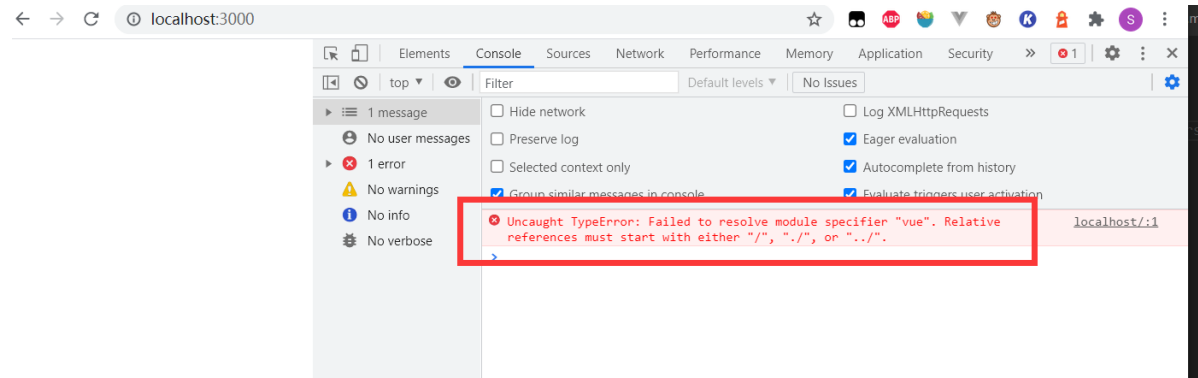 localhost:3000
ABP
S
Elements Console Sources Network Performance Memory Application Security » 1
top Filter Default levels No Issues
1 message
No user messages
1 error
No warnings
No info
No verbose
Hide network Log XMLHttpRequests
Preserve log Eager evaluation
Selected context only Autocomplete from history
Group similar messages in console Evaluate triggers user activation
Uncaught TypeError: Failed to resolve module specifier "vue". Relative localhost/:1
references must start with either "/", "./", or "../".